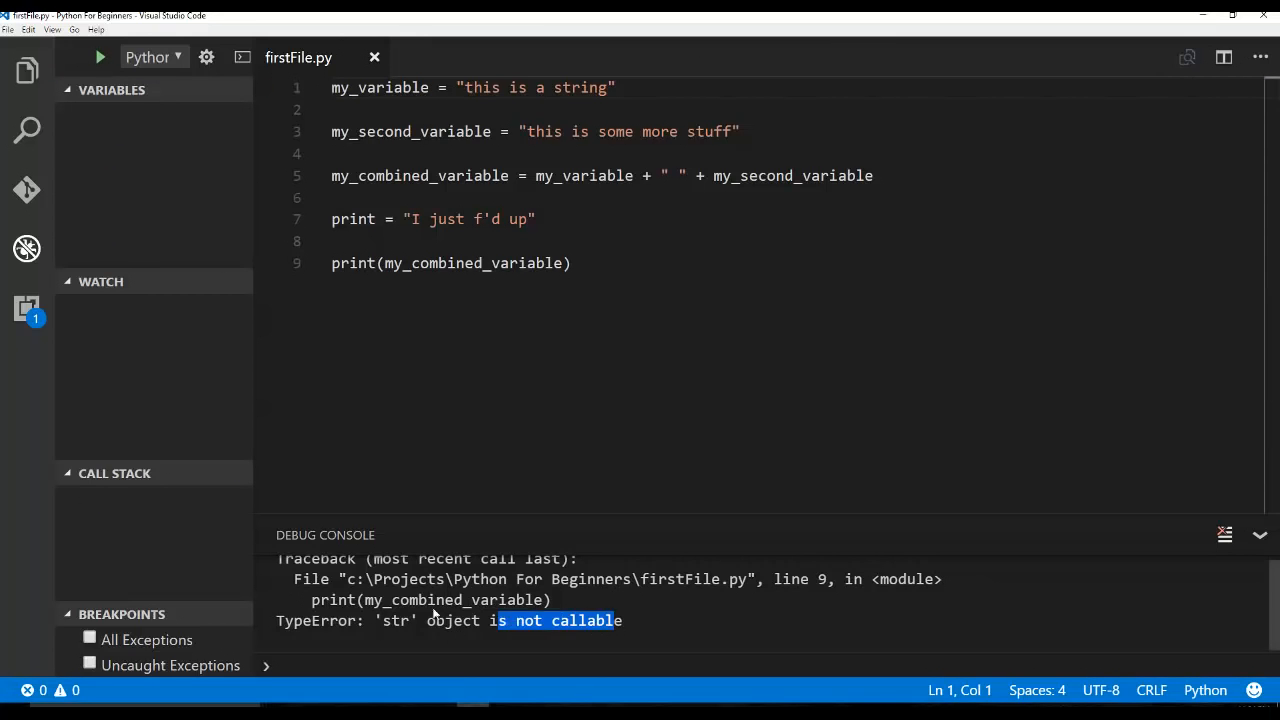 firstFile.py - Python For Beginners - Visual Studio Code
File Edit View Go Help
Python
firstFile.py
VARIABLES
WATCH
CALL STACK
BREAKPOINTS
All Exceptions
Uncaught Exceptions
1
1 my_variable = "this is a string"
2
3 my_second_variable = "this is some more stuff"
4
5 my_combined_variable = my_variable + " " + my_second_variable
6
7 print = "I just f'd up"
8
9 print(my_combined_variable)
DEBUG CONSOLE
Traceback (most recent call last):
File "c:\Projects\Python For Beginners\firstFile.py", line 9, in <module>
print(my_combined_variable)
TypeError: 'str' object is not callable
0 0 Ln 1, Col 1 Spaces: 4 UTF-8 CRLF Python